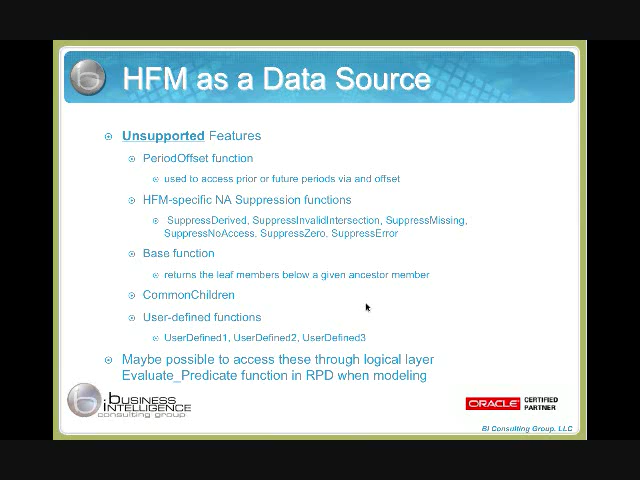 HFM as a Data Source
Unsupported Features
PeriodOffset function
used to access prior or future periods via and offset
HFM-specific NA Suppression functions
SuppressDerived, SuppressInvalidIntersection, SuppressMissing,
SuppressNoAccess, SuppressZero, SuppressError
Base function
returns the leaf members below a given ancestor member
CommonChildren
User-defined functions
UserDefined1, UserDefined2, UserDefined3
Maybe possible to access these through logical layer
Evaluate_Predicate function in RPD when modeling
BUSINESS
INTELLIGENCE
consulting group
ORACLE CERTIFIED
PARTNER
BI Consulting Group, LLC